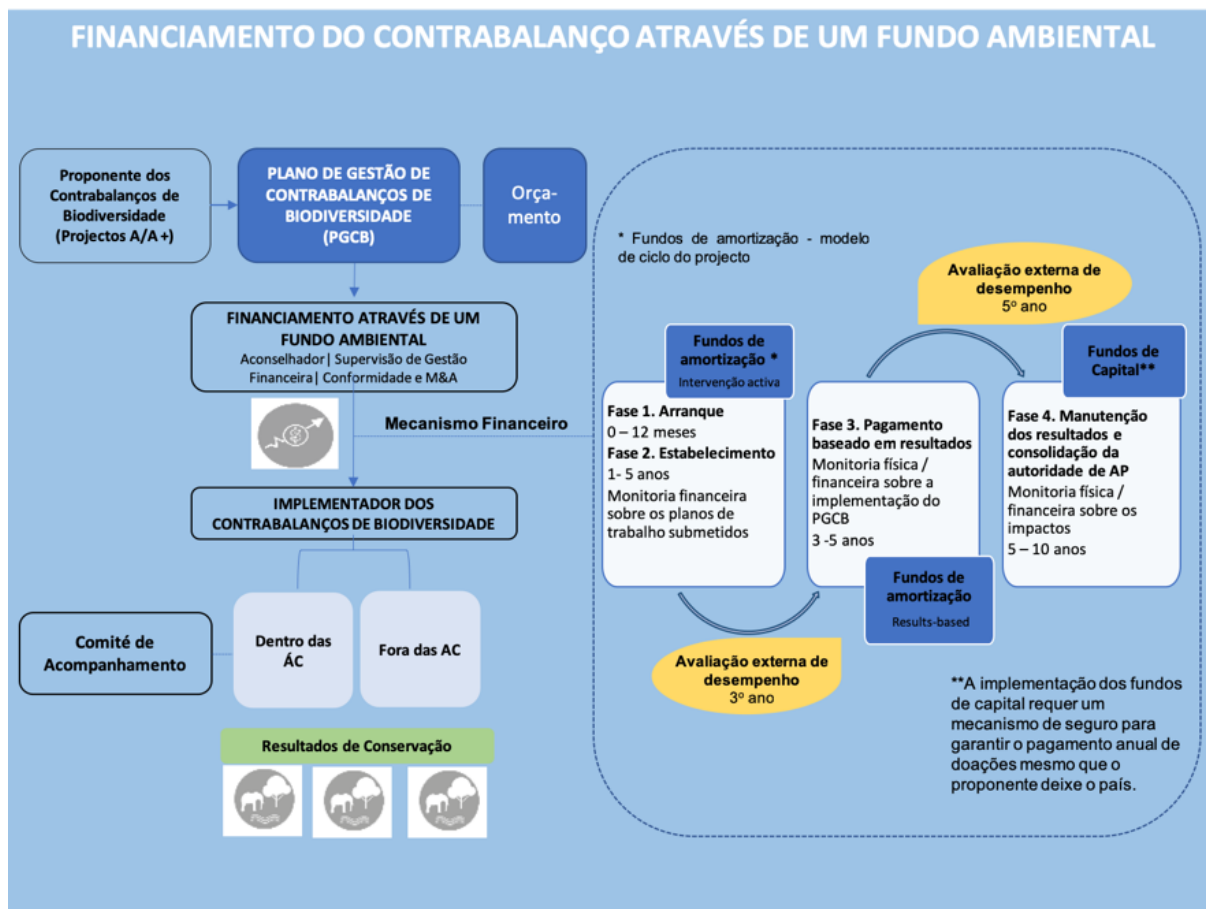 FINANCIAMENTO DO CONTRABALANÇO ATRAVÉS DE UM FUNDO AMBIENTAL
Proponente dos
Contrabalanços de
Biodiversidade
(Projectos A/A +)
PLANO DE GESTÃO DE
CONTRABALANÇOS DE
BIODIVERSIDADE
(PGCB)
Orça-
mento
FINANCIAMENTO ATRAVÉS DE UM
FUNDO AMBIENTAL
Aconselhador| Supervisão de Gestão
Financeira| Conformidade e M&A
Mecanismo Financeiro
IMPLEMENTADOR DOS
CONTRABALANÇOS DE BIODIVERSIDADE
Comité de
Acompanhamento
Dentro das
ÁC
Fora das AC
Resultados de Conservação
* Fundos de amortização - modelo
de ciclo do projecto
Avaliação externa de
desempenho
5º ano
Fundos de
amortização *
Intervenção activa
Fundos de
Capital**
Fase 1. Arranque
0 – 12 meses
Fase 2. Estabelecimento
1- 5 anos
Monitoria financeira
sobre os planos de
trabalho submetidos
Fase 3. Pagamento
baseado em resultados
Monitoria física /
financeira sobre a
implementação do
PGCB
3 -5 anos
Fase 4. Manutenção
dos resultados e
consolidação da
autoridade de AP
Monitoria física /
financeira sobre os
impactos
5 – 10 anos
Fundos de
amortização
Results-based
Avaliação externa de
desempenho
3º ano
**A implementação dos fundos
de capital requer um
mecanismo de seguro para
garantir o pagamento anual de
doações mesmo que o
proponente deixe o país.